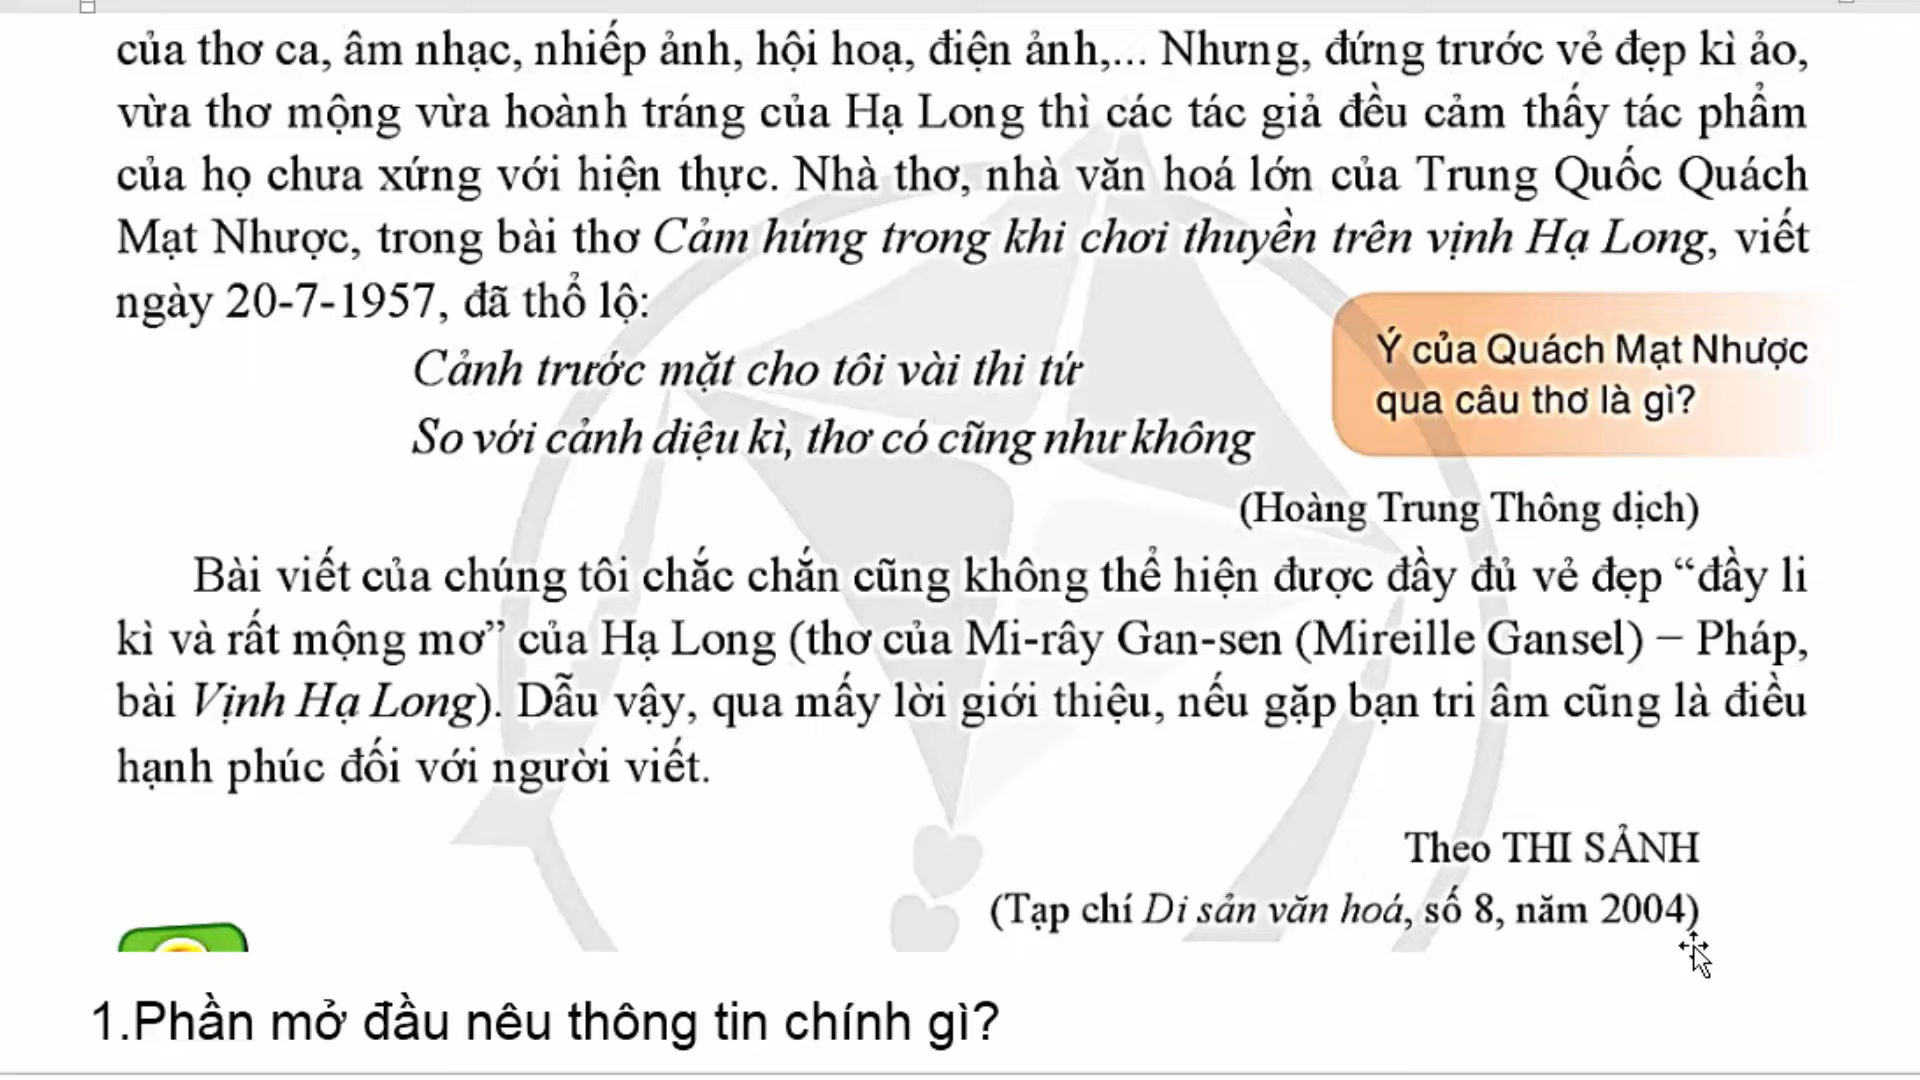 của thơ ca, âm nhạc, nhiếp ảnh, hội hoạ, điện ảnh,... Nhưng, đứng trước vẻ đẹp kì ảo,
vừa thơ mộng vừa hoành tráng của Hạ Long thì các tác giả đều cảm thấy tác phẩm
của họ chưa xứng với hiện thực. Nhà thơ, nhà văn hoá lớn của Trung Quốc Quách
Mạt Nhược, trong bài thơ Cảm hứng trong khi chơi thuyền trên vịnh Hạ Long, viết
ngày 20-7-1957, đã thổ lộ:
Cảnh trước mặt cho tôi vài thi tứ
So với cảnh diệu kì, thơ có cũng như không
Ý của Quách Mạt Nhược
qua câu thơ là gì?
(Hoàng Trung Thông dịch)
Bài viết của chúng tôi chắc chắn cũng không thể hiện được đầy đủ vẻ đẹp “đầy li
kì và rất mộng mơ” của Hạ Long (thơ của Mi-rây Gan-sen (Mireille Gansel) – Pháp,
bài Vịnh Hạ Long). Dẫu vậy, qua mấy lời giới thiệu, nếu gặp bạn tri âm cũng là điều
hạnh phúc đối với người viết.
Theo THI SẢNH
(Tạp chí Di sản văn hoá, số 8, năm 2004)
1.Phần mở đầu nêu thông tin chính gì?